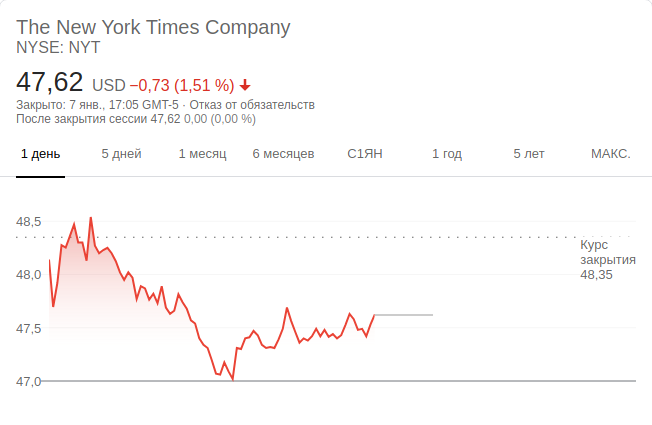 The New York Times Company
NYSE: NYT
47,62 USD −0,73 (1,51 %)
Закрыто: 7 янв., 17:05 GMT-5 · Отказ от обязательств
После закрытия сессии 47,62 0,00 (0,00 %)
1 день 5 дней 1 месяц 6 месяцев С1ЯН 1 год 5 лет МАКС.
48,5
Курс
закрытия
48,35
48,0
47,5
47,0